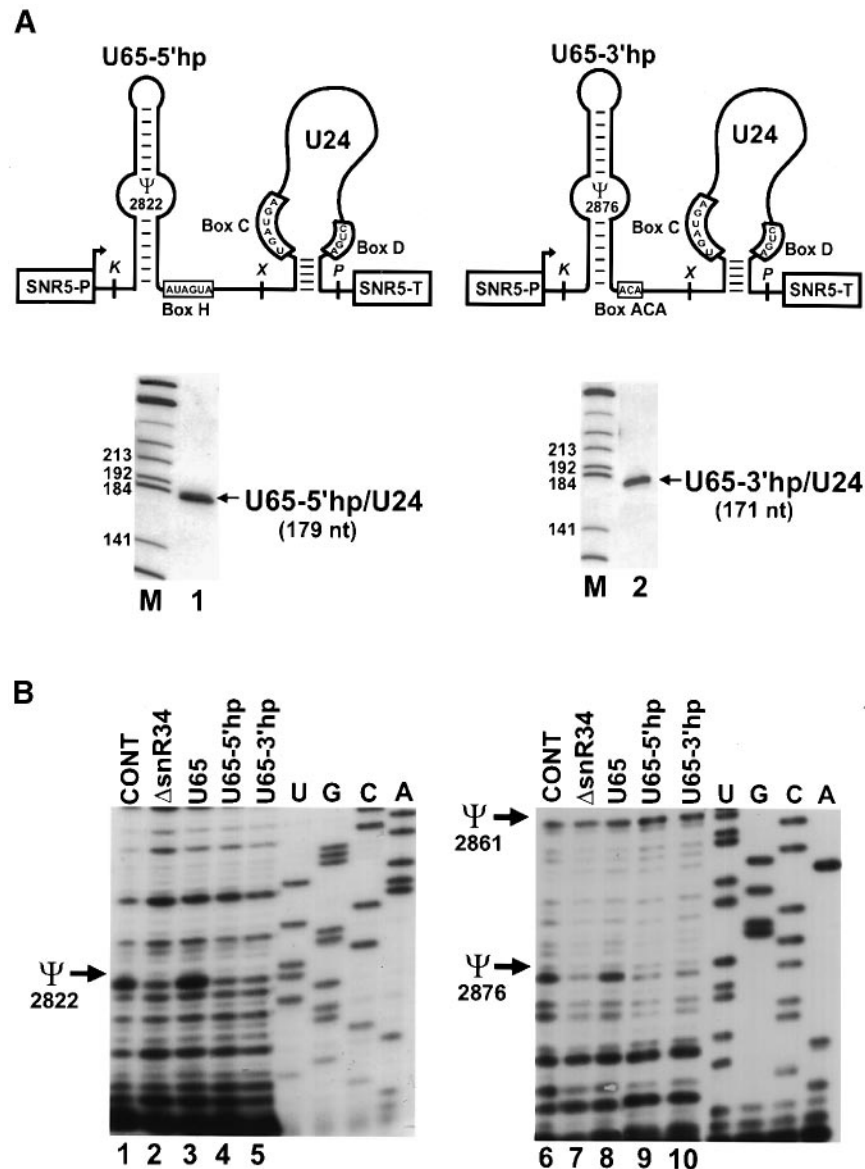 A
U65-5'hp
U24
Ψ
2822
Box C
AGUAGU
CUGA
Box D
K
X
P
SNR5-P
AUAGUA
Box H
SNR5-T
U65-3'hp
U24
Ψ
2876
Box C
AGUAGU
CUGA
Box D
K
X
P
SNR5-P
ACA
Box ACA
SNR5-T
213
192
184
141
U65-5'hp/U24
(179 nt)
M 1
213
192
184
141
U65-3'hp/U24
(171 nt)
M 2
B
CONT ΔsnR34 U65 U65-5'hp U65-3'hp U G C A
Ψ
2822
1 2 3 4 5
CONT ΔsnR34 U65 U65-5'hp U65-3'hp U G C A
Ψ
2861
Ψ
2876
6 7 8 9 10